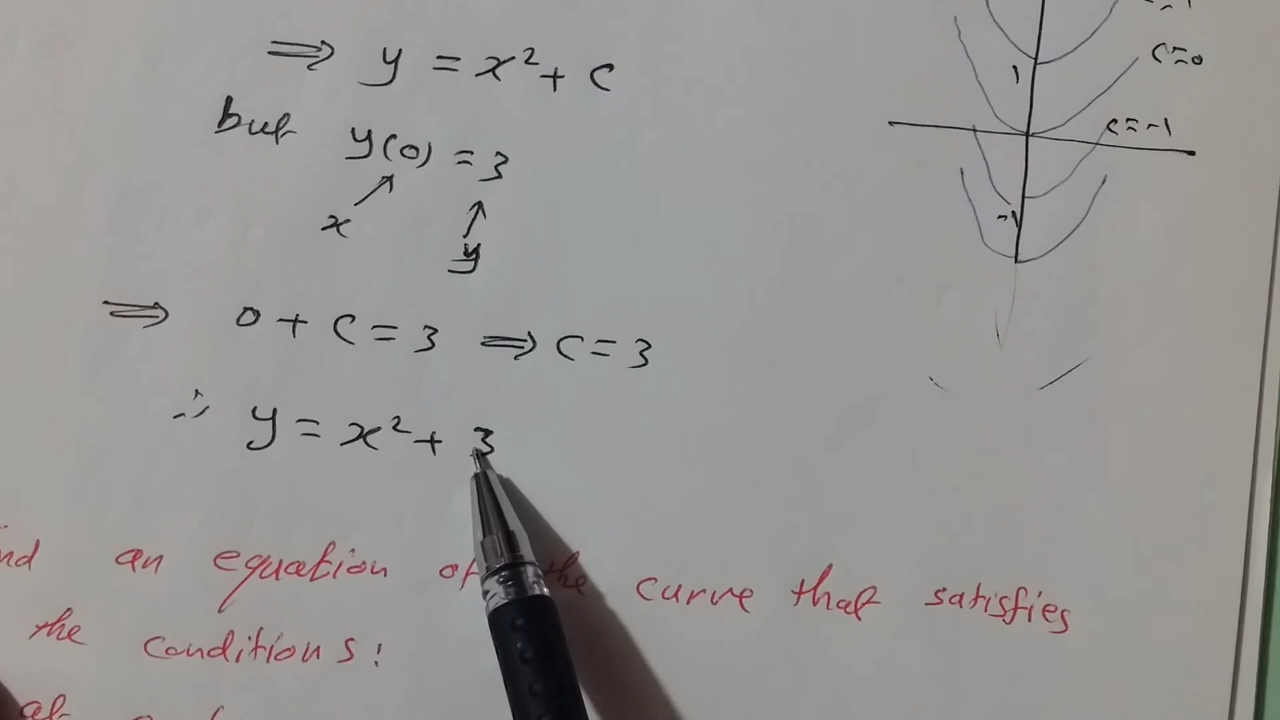 ⇒ y = x² + c
but y(0) = 3
x
y
⇒ 0 + c = 3 ⇒ c = 3
∴ y = x² + 3
an equation of the curve that satisfies
the conditions:
1
c=0
c=-1
-1